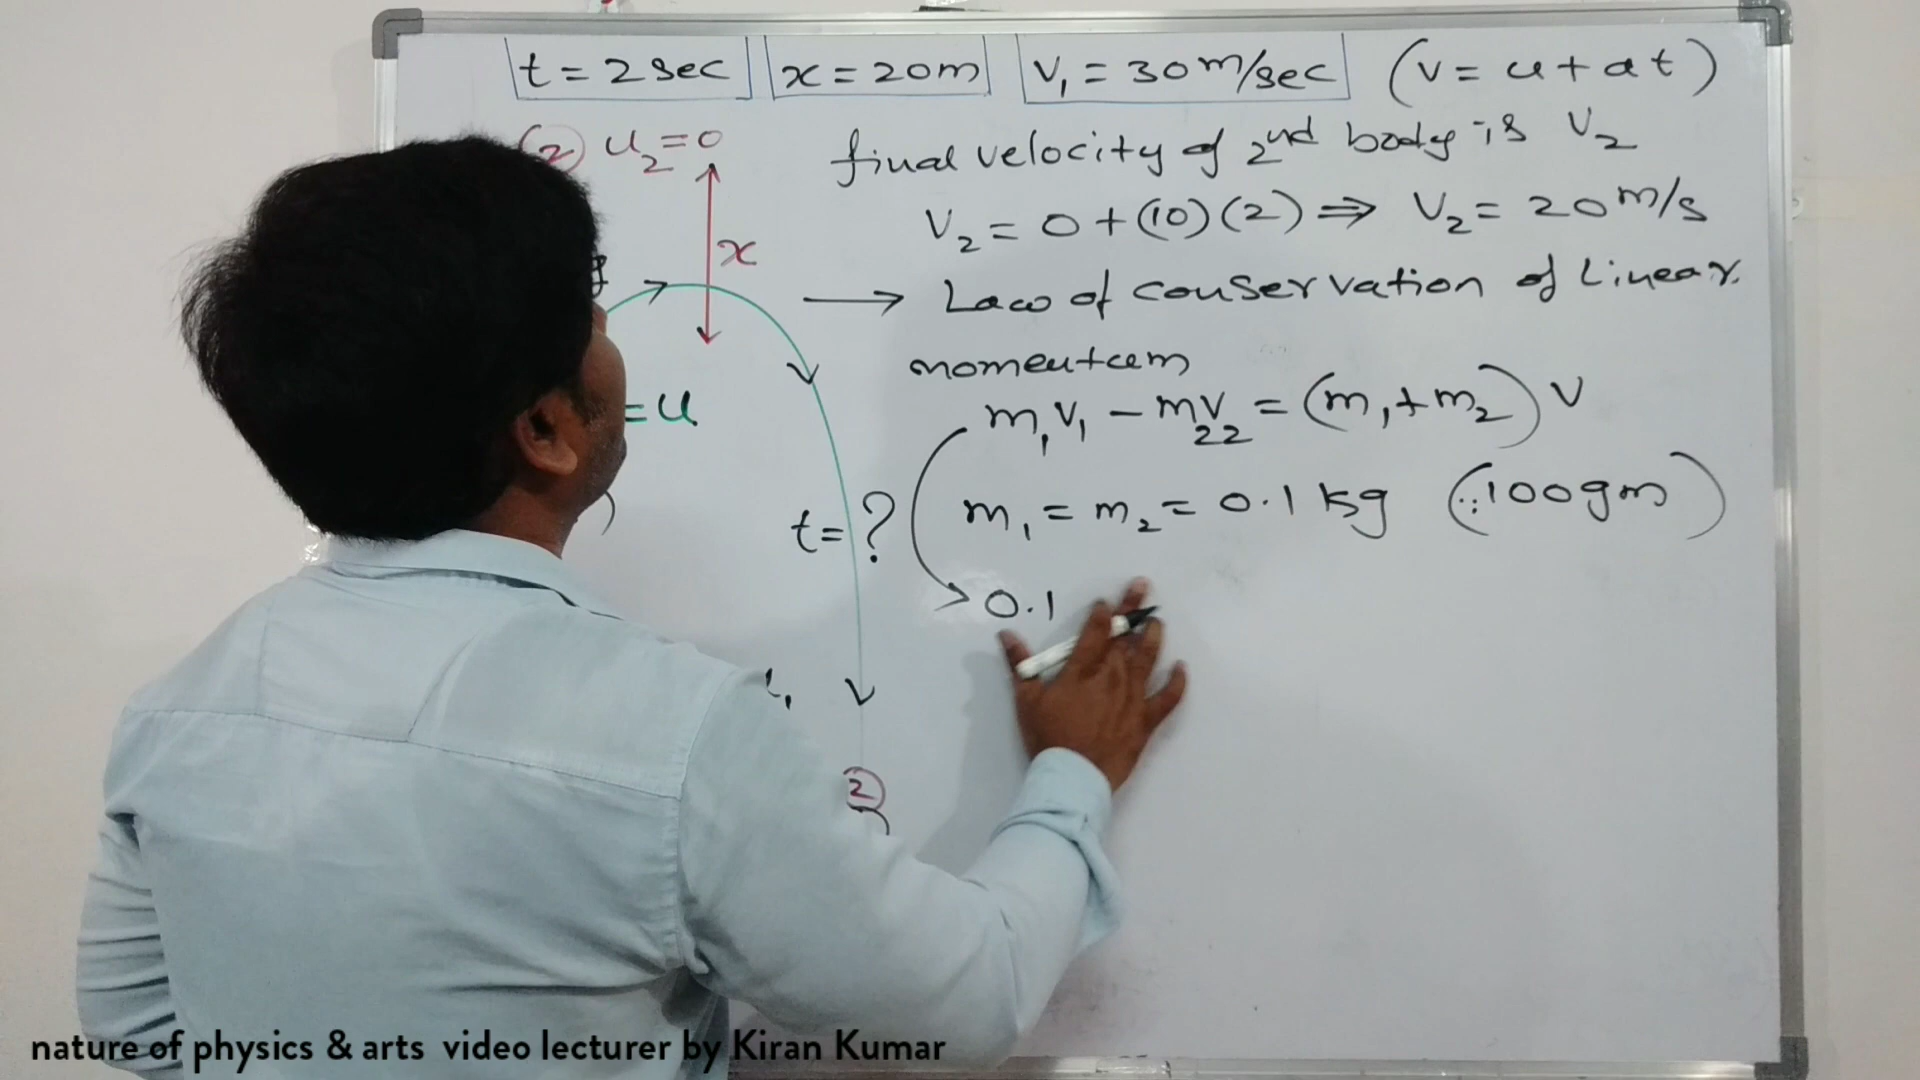 t = 2 sec x = 20m V₁ = 30 m/sec (v = u + at)
(2) u₂ = 0
final velocity of 2nd body is V₂
V₂ = 0 + (10)(2) ⇒ V₂ = 20 m/s
x
→ Law of conservation of Linear
momentum
= u
m₁v₁ - m₂v₂ = (m₁ + m₂) V
t = ?
m₁ = m₂ = 0.1 kg (∵ 100gm)
0.1
2
nature of physics & arts video lecturer by Kiran Kumar